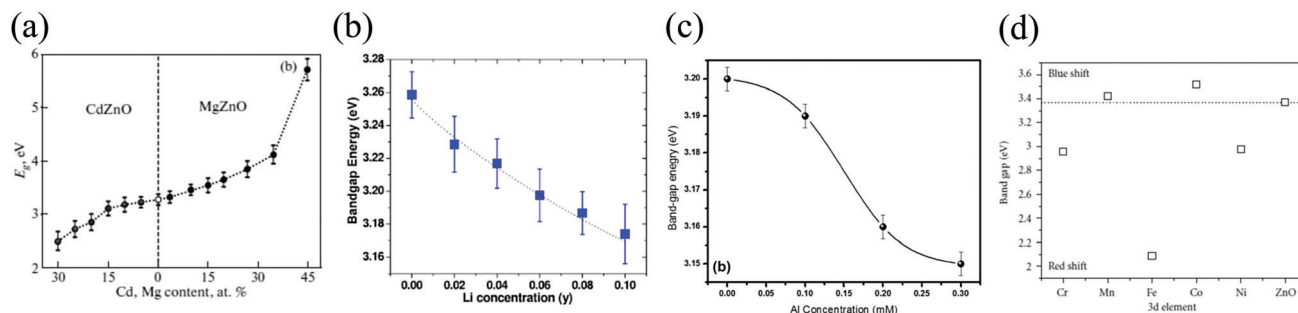 (a)
(b)
6
5
4
3
2
Eg, eV
CdZnO
MgZnO
30
15
0
15
30
45
Cd, Mg content, at. %
(b)
3.28
3.26
3.24
3.22
3.20
3.18
3.16
Bandgap Energy (eV)
0.00
0.02
0.04
0.06
0.08
0.10
Li concentration (y)
(c)
3.20
3.19
3.18
3.17
3.16
3.15
Band-gap enegry (eV)
(b)
0.00
0.05
0.10
0.15
0.20
0.25
0.30
Al Concentration (mM)
(d)
Blue shift
3.6
3.4
3.2
3
2.8
2.6
2.4
2.2
2
Band gap (eV)
Red shift
Cr
Mn
Fe
Co
Ni
ZnO
3d element